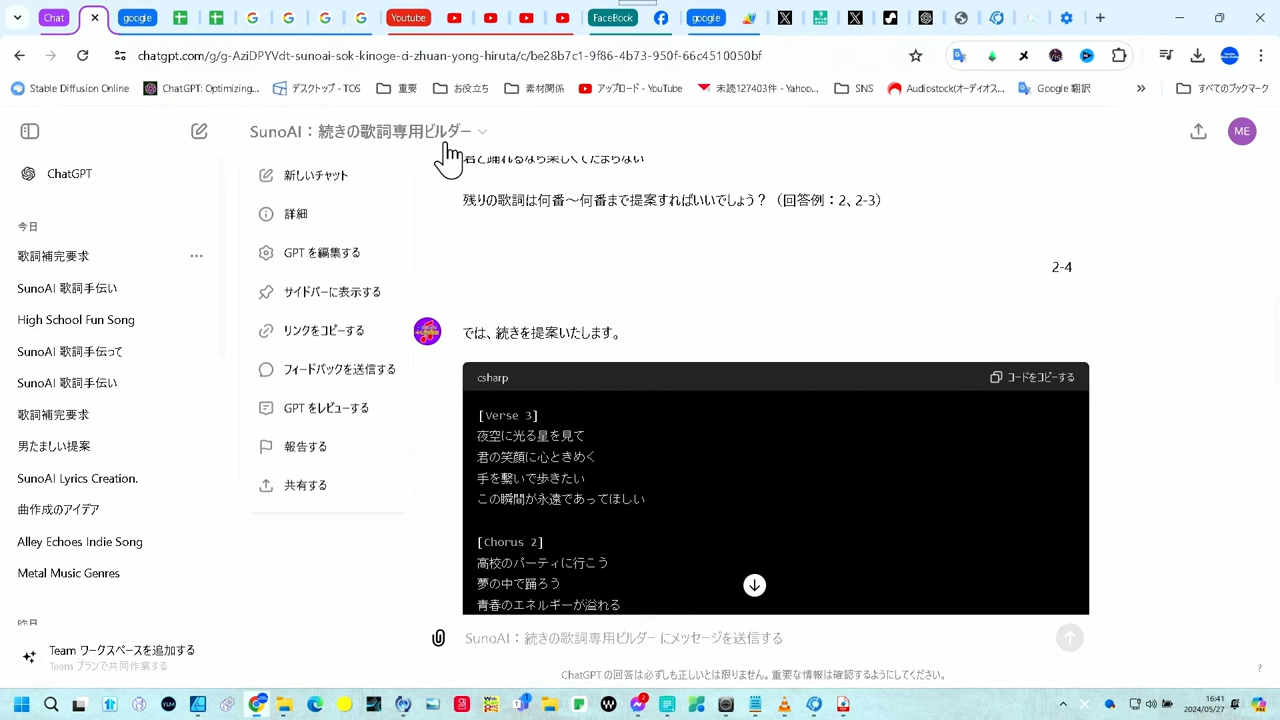 Chat
google
Youtube
FaceBook
google
chatgpt.com/g/g-AziDPYVdt-sunoai-sok-kinoge-ci-zhuan-yong-hiruta/c/be28b7c1-9f86-4b73-950f-66c4510050bf
Stable Diffusion Online
ChatGPT: Optimizing...
デスクトップ - TOS
重要
お役立ち
素材関係
アップロード - YouTube
未読127403件 - Yahoo...
SNS
Audiostock(オーディオス...
Google 翻訳
»
すべてのブックマーク
SunoAI：続きの歌詞専用ビルダー
ME
ChatGPT
今日
歌詞補完要求
SunoAI 歌詞手伝い
High School Fun Song
SunoAI 歌詞手伝って
SunoAI 歌詞手伝い
歌詞補完要求
男たましい提案
SunoAI Lyrics Creation.
曲作成のアイデア
Alley Echoes Indie Song
Metal Music Genres
昨日
Team ワークスペースを追加する
Team プランで共同作業する
新しいチャット
詳細
GPT を編集する
サイドバーに表示する
リンクをコピーする
フィードバックを送信する
GPT をレビューする
報告する
共有する
君と踊れるなら楽しくてたまらない
残りの歌詞は何番～何番まで提案すればいいでしょう？（回答例：2、2-3）
2-4
では、続きを提案いたします。
csharp
コードをコピーする
[Verse 3]
夜空に光る星を見て
君の笑顔に心ときめく
手を繋いで歩きたい
この瞬間が永遠であってほしい
[Chorus 2]
高校のパーティに行こう
夢の中で踊ろう
青春のエネルギーが溢れる
SunoAI：続きの歌詞専用ビルダー にメッセージを送信する
ChatGPT の回答は必ずしも正しいとは限りません。重要な情報は確認するようにしてください。
?
16:41
2024/05/27